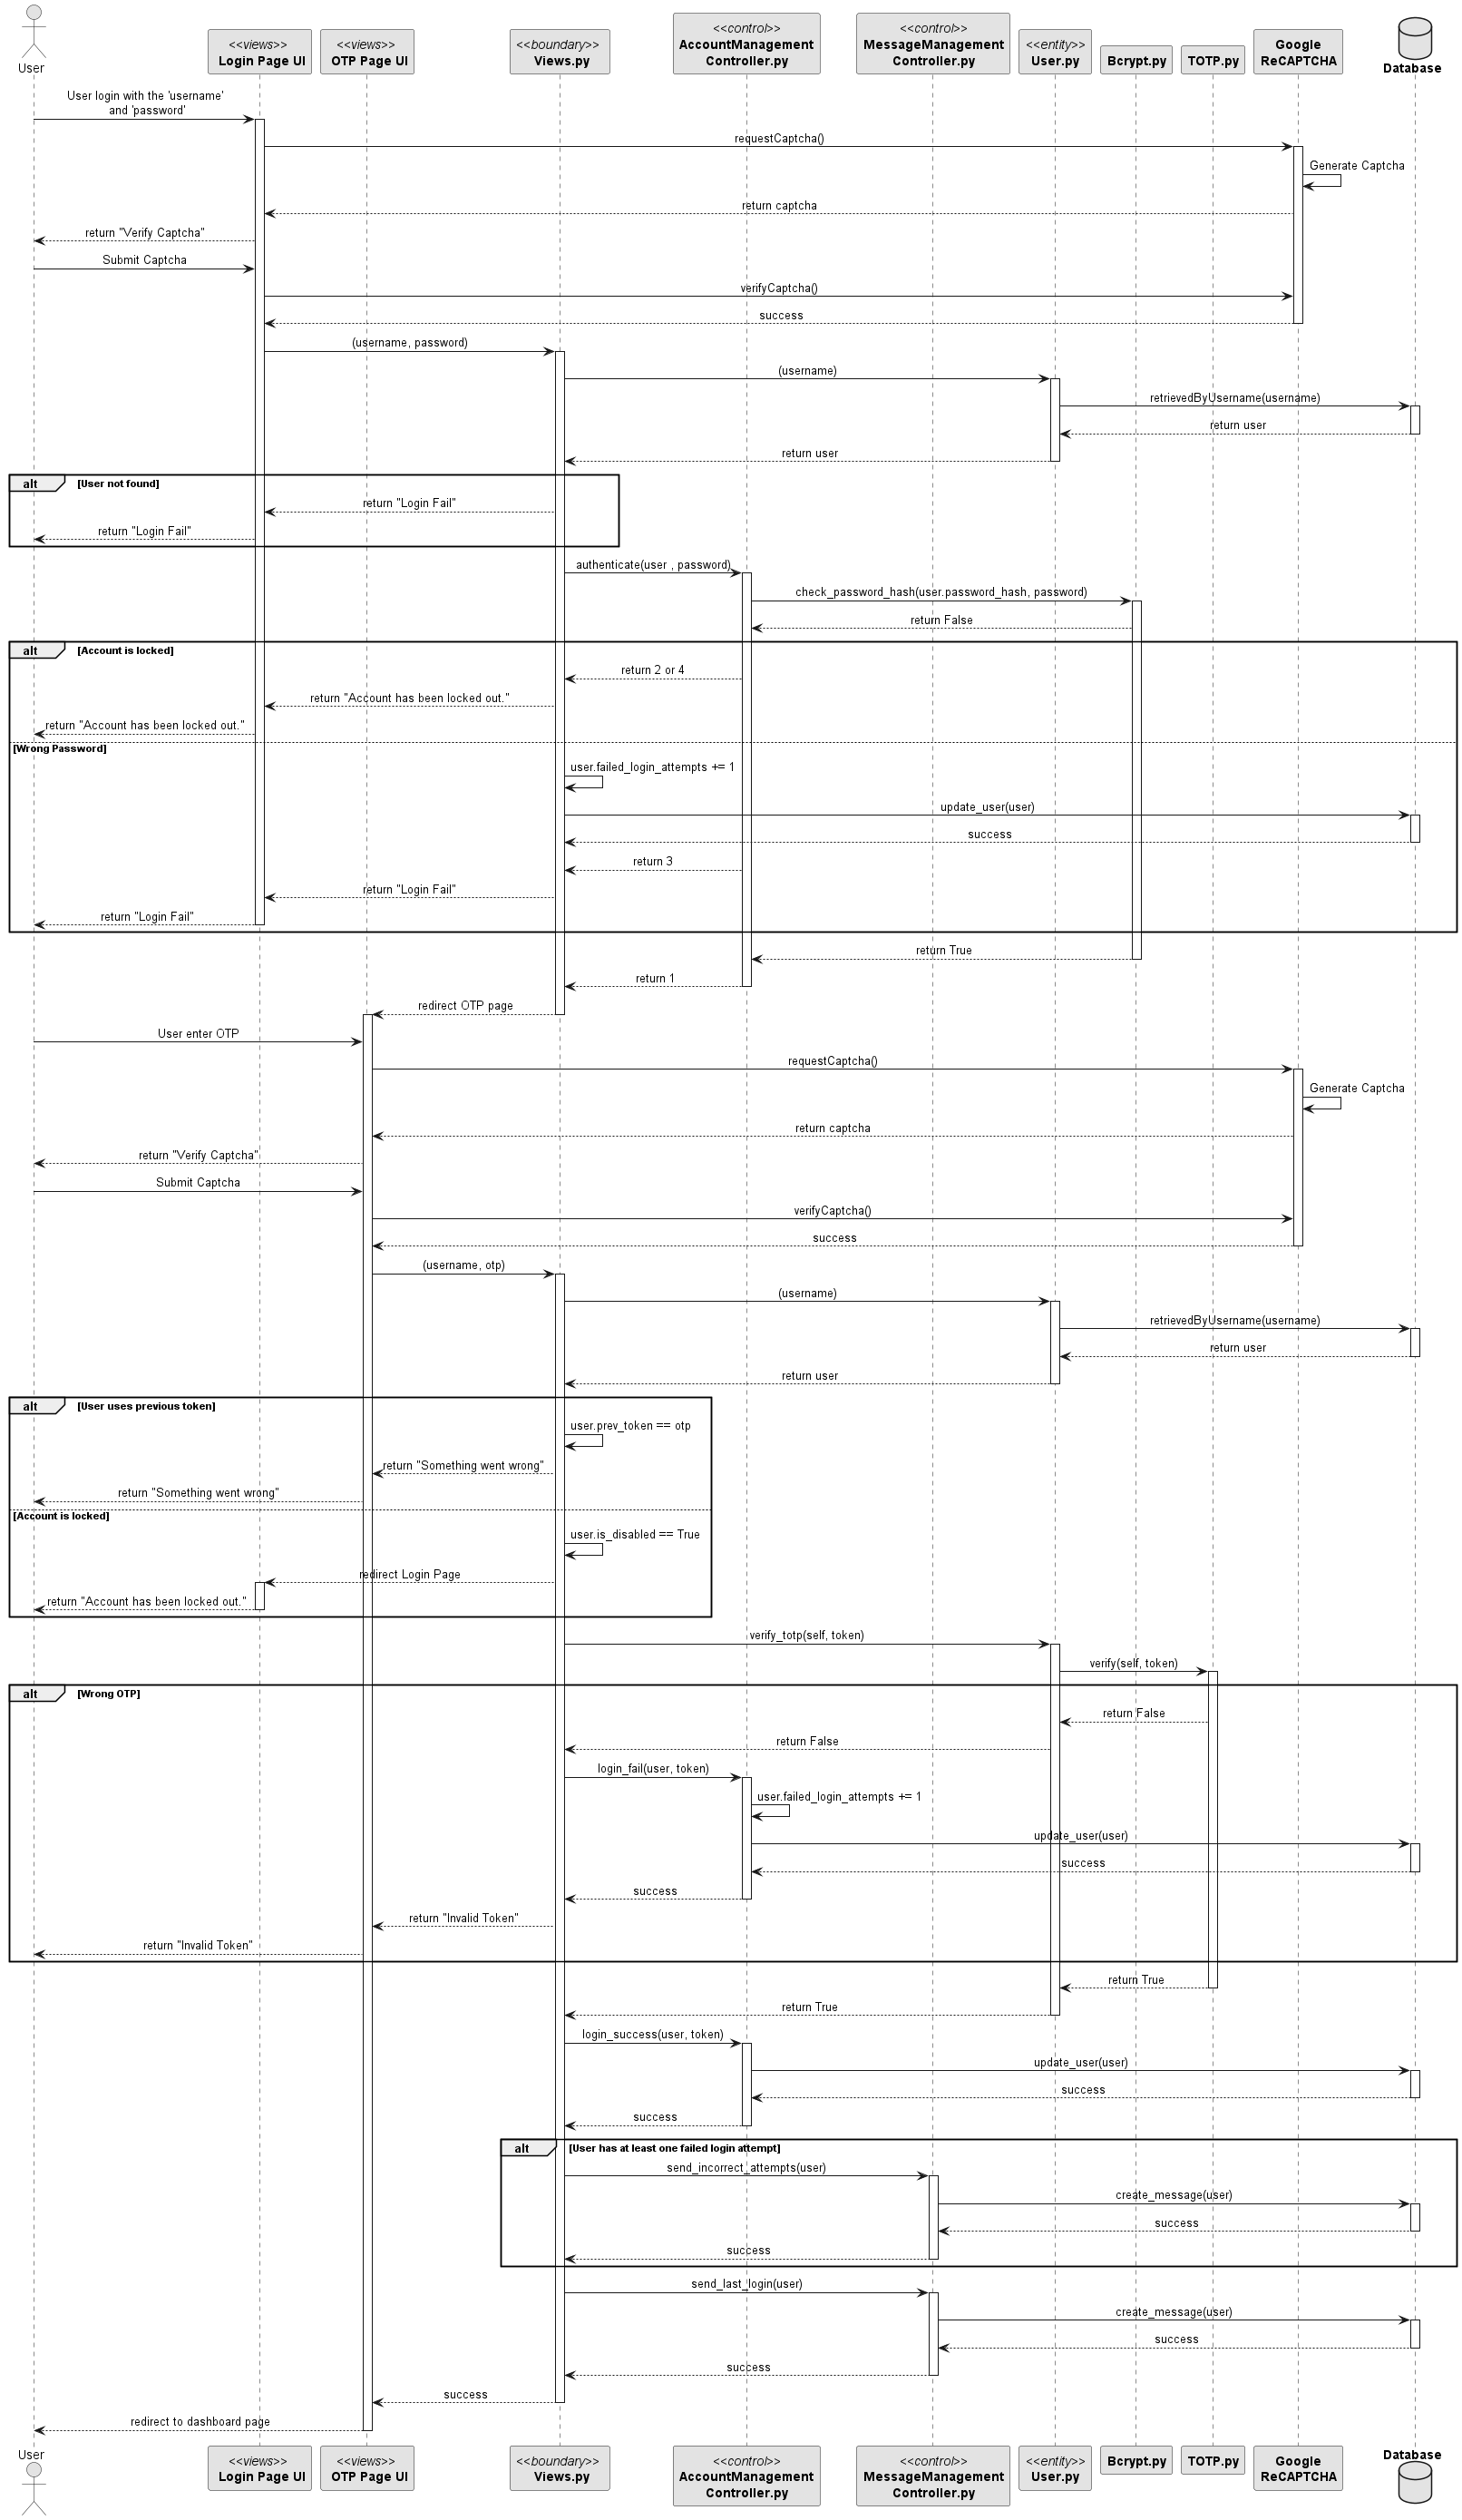 User
<<views>>
Login Page UI
<<views>>
OTP Page UI
<<boundary>>
Views.py
<<control>>
AccountManagement
Controller.py
<<control>>
MessageManagement
Controller.py
<<entity>>
User.py
Bcrypt.py
TOTP.py
Google
ReCAPTCHA
Database
User login with the 'username'
and 'password'
requestCaptcha()
Generate Captcha
return captcha
return "Verify Captcha"
Submit Captcha
verifyCaptcha()
success
(username, password)
(username)
retrievedByUsername(username)
return user
return user
alt [User not found]
return "Login Fail"
return "Login Fail"
authenticate(user , password)
check_password_hash(user.password_hash, password)
return False
alt [Account is locked]
return 2 or 4
return "Account has been locked out."
return "Account has been locked out."
[Wrong Password]
user.failed_login_attempts += 1
update_user(user)
success
return 3
return "Login Fail"
return "Login Fail"
return True
return 1
redirect OTP page
User enter OTP
requestCaptcha()
Generate Captcha
return captcha
return "Verify Captcha"
Submit Captcha
verifyCaptcha()
success
(username, otp)
(username)
retrievedByUsername(username)
return user
return user
alt [User uses previous token]
user.prev_token == otp
return "Something went wrong"
return "Something went wrong"
[Account is locked]
user.is_disabled == True
redirect Login Page
return "Account has been locked out."
verify_totp(self, token)
verify(self, token)
alt [Wrong OTP]
return False
return False
login_fail(user, token)
user.failed_login_attempts += 1
update_user(user)
success
success
return "Invalid Token"
return "Invalid Token"
return True
return True
login_success(user, token)
update_user(user)
success
success
alt [User has at least one failed login attempt]
send_incorrect_attempts(user)
create_message(user)
success
success
send_last_login(user)
create_message(user)
success
success
success
redirect to dashboard page
User
<<views>>
Login Page UI
<<views>>
OTP Page UI
<<boundary>>
Views.py
<<control>>
AccountManagement
Controller.py
<<control>>
MessageManagement
Controller.py
<<entity>>
User.py
Bcrypt.py
TOTP.py
Google
ReCAPTCHA
Database